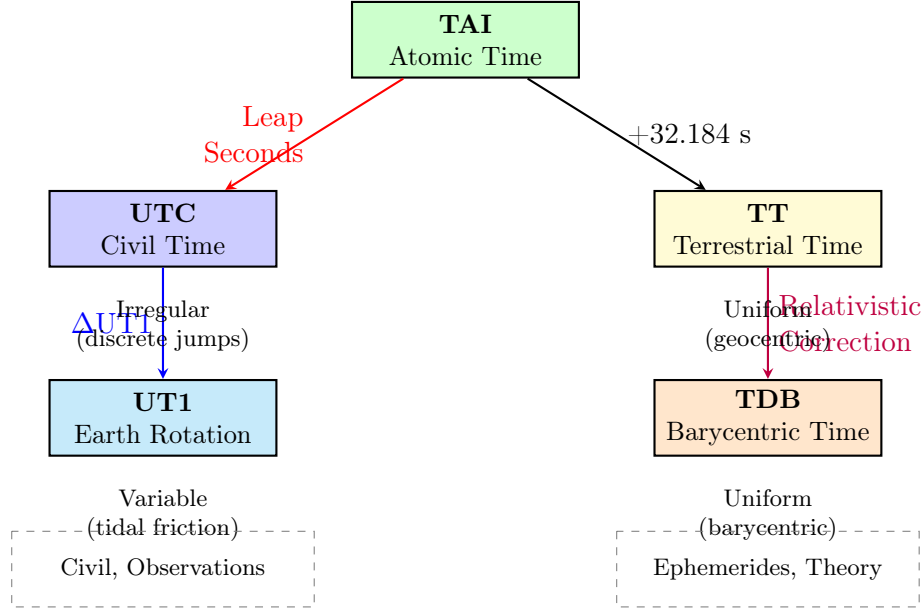 TAI
Atomic Time
Leap
Seconds
+32.184 s
UTC
Civil Time
TT
Terrestrial Time
Irregular
(discrete jumps)
ΔUT1
Uniform
(geocentric)
Relativistic
Correction
UT1
Earth Rotation
TDB
Barycentric Time
Variable
(tidal friction)
Uniform
(barycentric)
Civil, Observations
Ephemerides, Theory